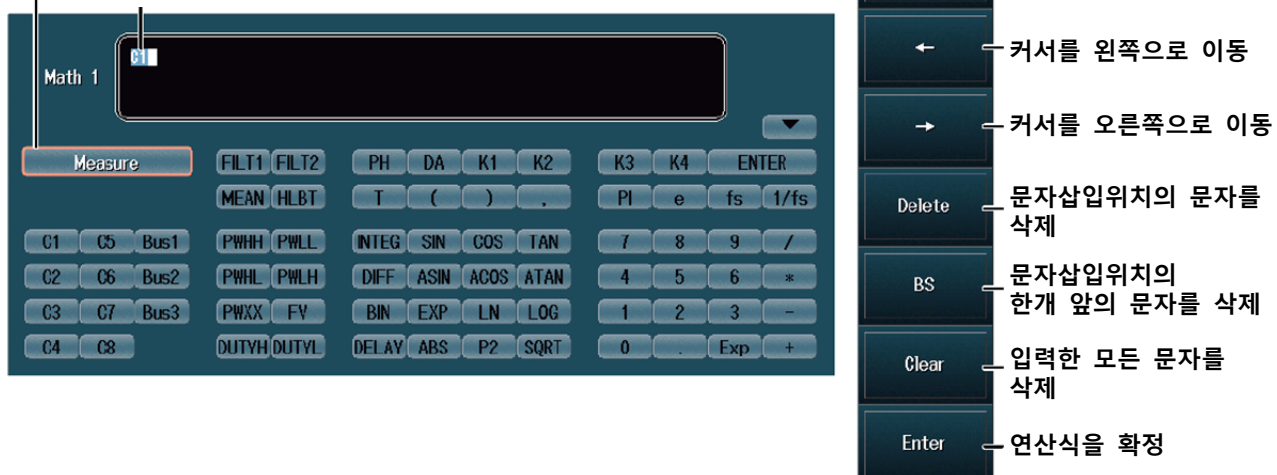 C1
Math 1
Measure FILT1 FILT2 PH DA K1 K2 K3 K4 ENTER
MEAN HLBT T ( ) , PI e fs 1/fs
C1 C5 Bus1 PWHH PWLL INTEG SIN COS TAN 7 8 9 /
C2 C6 Bus2 PWHL PWLH DIFF ASIN ACOS ATAN 4 5 6 *
C3 C7 Bus3 PWXX FV BIN EXP LN LOG 1 2 3 -
C4 C8 DUTYH DUTYL DELAY ABS P2 SQRT 0 . Exp +
← 커서를 왼쪽으로 이동
→ 커서를 오른쪽으로 이동
Delete 문자삽입위치의 문자를
삭제
BS 문자삽입위치의
한개 앞의 문자를 삭제
Clear 입력한 모든 문자를
삭제
Enter 연산식을 확정